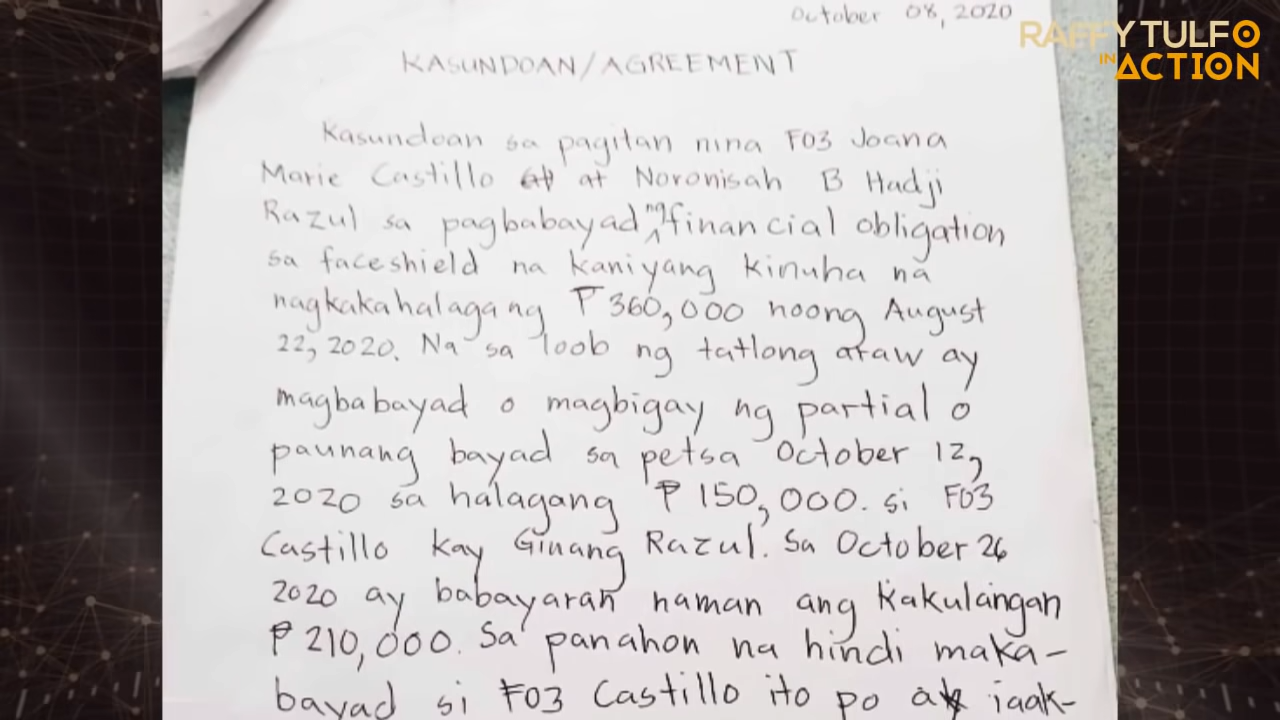 October 08, 2020
RAFFY TULFO
IN ACTION
KASUNDOAN/AGREEMENT
Kasundoan sa pagitan nina FO3 Joana
Marie Castillo at at Noronisah B Hadji
Razul sa pagbabayad ng financial obligation
sa faceshield na kaniyang kinuha na
nagkakahalagang ₱360,000 noong August
22, 2020. Na sa loob ng tatlong araw ay
magbabayad o magbigay ng partial o
paunang bayad sa petsa October 12,
2020 sa halagang ₱150,000. si FO3
Castillo kay Ginang Razul. Sa October 26
2020 ay babayaran naman ang kakulangan
₱210,000. Sa panahon na hindi maka-
bayad si FO3 Castillo ito po ay iaak-